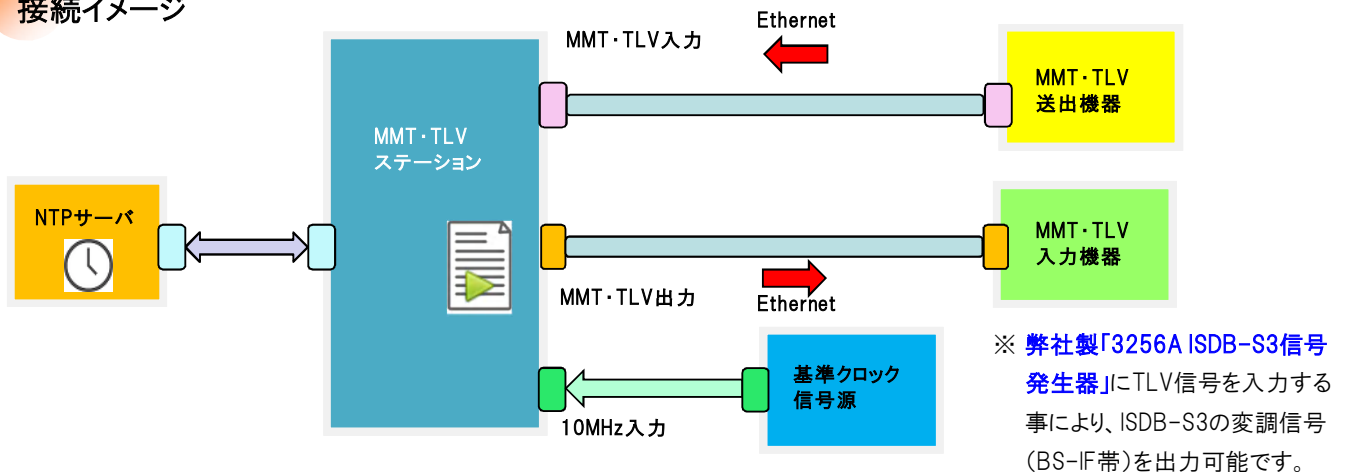 接続イメージ
Ethernet
MMT・TLV入力
MMT・TLV
送出機器
MMT・TLV
ステーション
NTPサーバ
MMT・TLV
入力機器
MMT・TLV出力
Ethernet
基準クロック
信号源
10MHz入力
※ 弊社製「3256A ISDB-S3信号
発生器」にTLV信号を入力する
事により、ISDB-S3の変調信号
(BS-IF帯)を出力可能です。